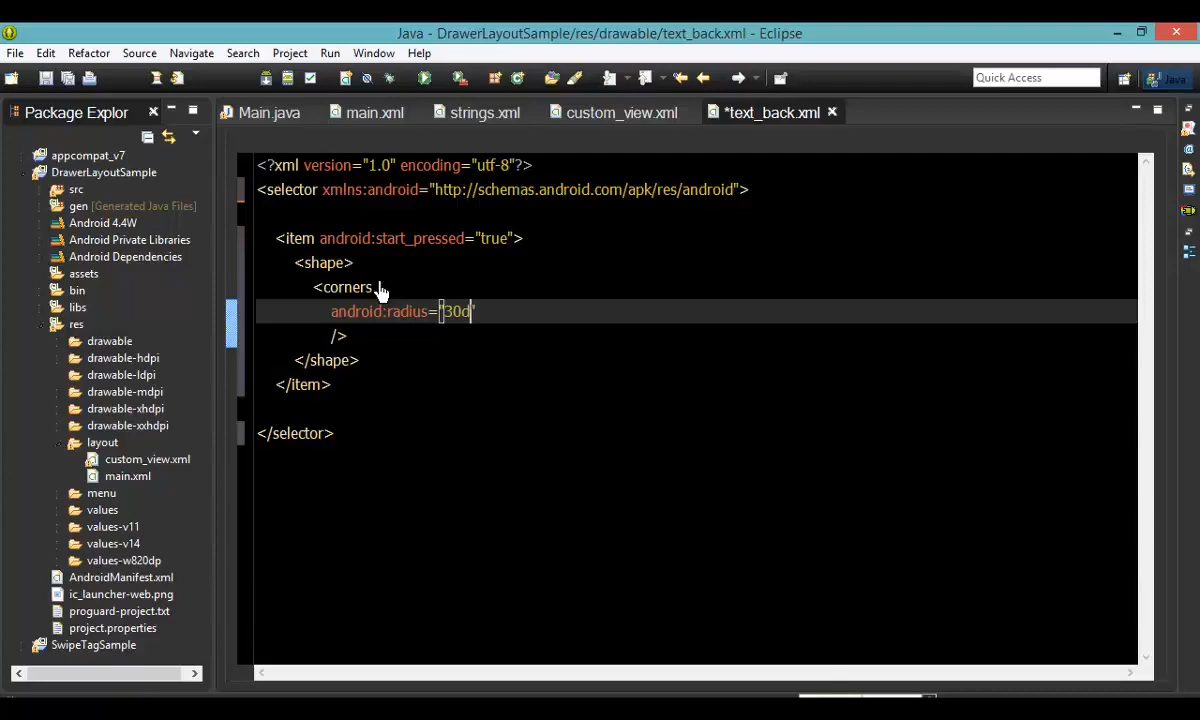 Java - DrawerLayoutSample/res/drawable/text_back.xml - Eclipse
File Edit Refactor Source Navigate Search Project Run Window Help
Quick Access
Java
Package Explor
Main.java main.xml strings.xml custom_view.xml *text_back.xml
appcompat_v7
DrawerLayoutSample
src
gen [Generated Java Files]
Android 4.4W
Android Private Libraries
Android Dependencies
assets
bin
libs
res
drawable
drawable-hdpi
drawable-ldpi
drawable-mdpi
drawable-xhdpi
drawable-xxhdpi
layout
custom_view.xml
main.xml
menu
values
values-v11
values-v14
values-w820dp
AndroidManifest.xml
ic_launcher-web.png
proguard-project.txt
project.properties
SwipeTagSample
<?xml version="1.0" encoding="utf-8"?>
<selector xmlns:android="http://schemas.android.com/apk/res/android">
<item android:start_pressed="true">
<shape>
<corners
android:radius="30d"
/>
</shape>
</item>
</selector>